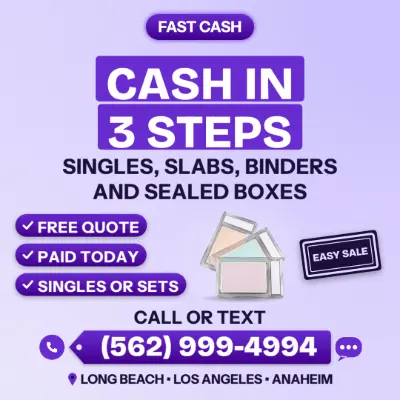 FAST CASH
CASH IN
3 STEPS
SINGLES, SLABS, BINDERS
AND SEALED BOXES
FREE QUOTE
PAID TODAY
SINGLES OR SETS
EASY SALE
CALL OR TEXT
(562) 999-4994
LONG BEACH • LOS ANGELES • ANAHEIM